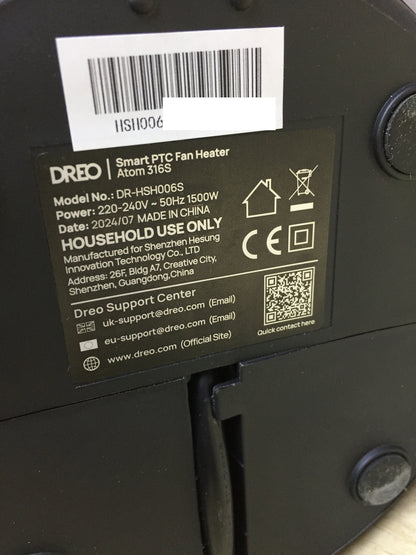 HSH006
DREO
Smart PTC Fan Heater
Atom 316S
Model No.: DR-HSH006S
Power: 220-240V ~ 50Hz 1500W
Date: 2024/07 MADE IN CHINA
HOUSEHOLD USE ONLY
Manufactured for Shenzhen Hesung
Innovation Technology Co., LTD
Address: 26F, Bldg A7, Creative City,
Shenzhen, Guangdong,China
CE
Dreo Support Center
uk-support@dreo.com (Email)
eu-support@dreo.com (Email)
www.dreo.com (Official Site)
Quick contact here